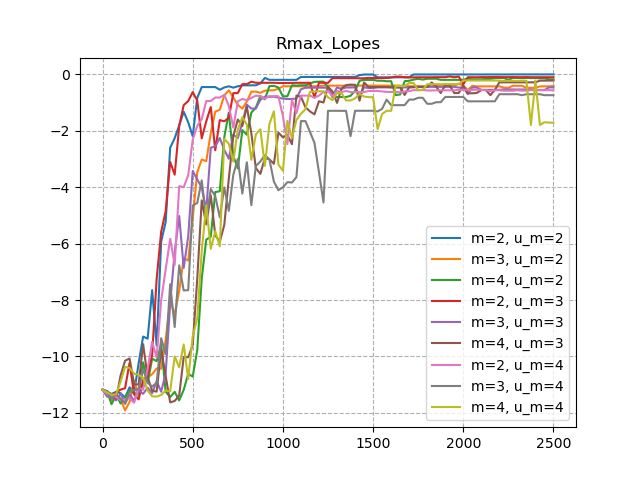 Rmax_Lopes
0
−2
−4
−6
−8
−10
−12
0 500 1000 1500 2000 2500
m=2, u_m=2
m=3, u_m=2
m=4, u_m=2
m=2, u_m=3
m=3, u_m=3
m=4, u_m=3
m=2, u_m=4
m=3, u_m=4
m=4, u_m=4